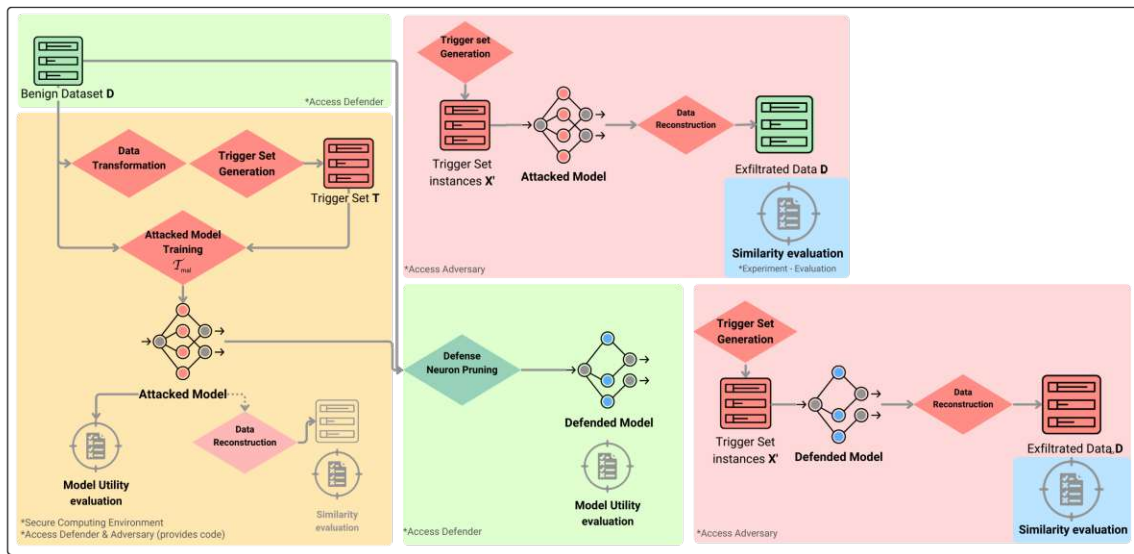 Benign Dataset D
*Access Defender
Data
Transformation
Trigger Set
Generation
Trigger Set T
Attacked Model
Training
𝒯mal
Attacked Model
Model Utility
evaluation
Data
Reconstruction
Similarity
evaluation
*Secure Computing Environment
*Access Defender & Adversary (provides code)
Trigger set
Generation
Trigger Set
instances X'
Attacked Model
Data
Reconstruction
Exfiltrated Data D
Similarity evaluation
*Experiment - Evaluation
*Access Adversary
Defense
Neuron Pruning
Defended Model
Model Utility
evaluation
*Access Defender
Trigger Set
Generation
Trigger Set
instances X'
Defended Model
Data
Reconstruction
Exfiltrated Data D
Similarity evaluation
*Access Adversary